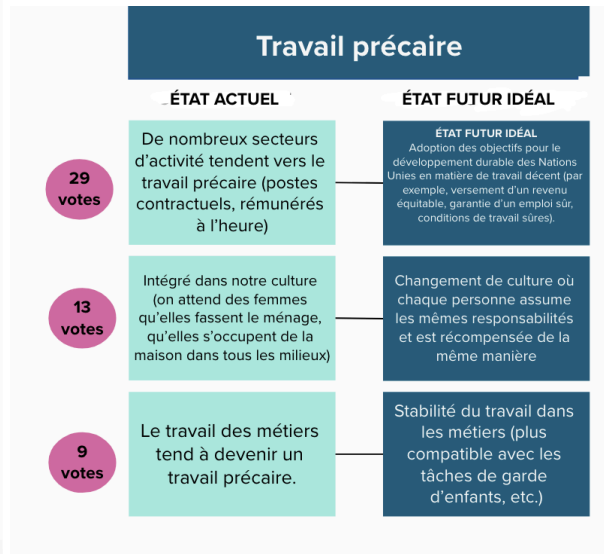 Travail précaire
ÉTAT ACTUEL
ÉTAT FUTUR IDÉAL
29
votes
De nombreux secteurs
d'activité tendent vers le
travail précaire (postes
contractuels, rémunérés
à l'heure)
ÉTAT FUTUR IDÉAL
Adoption des objectifs pour le
développement durable des Nations
Unies en matière de travail décent (par
exemple, versement d'un revenu
équitable, garantie d'un emploi sûr,
conditions de travail sûres).
13
votes
Intégré dans notre culture
(on attend des femmes
qu'elles fassent le ménage,
qu'elles s'occupent de la
maison dans tous les milieux)
Changement de culture où
chaque personne assume
les mêmes responsabilités
et est récompensée de la
même manière
9
votes
Le travail des métiers
tend à devenir un
travail précaire.
Stabilité du travail dans
les métiers (plus
compatible avec les
tâches de garde
d'enfants, etc.)